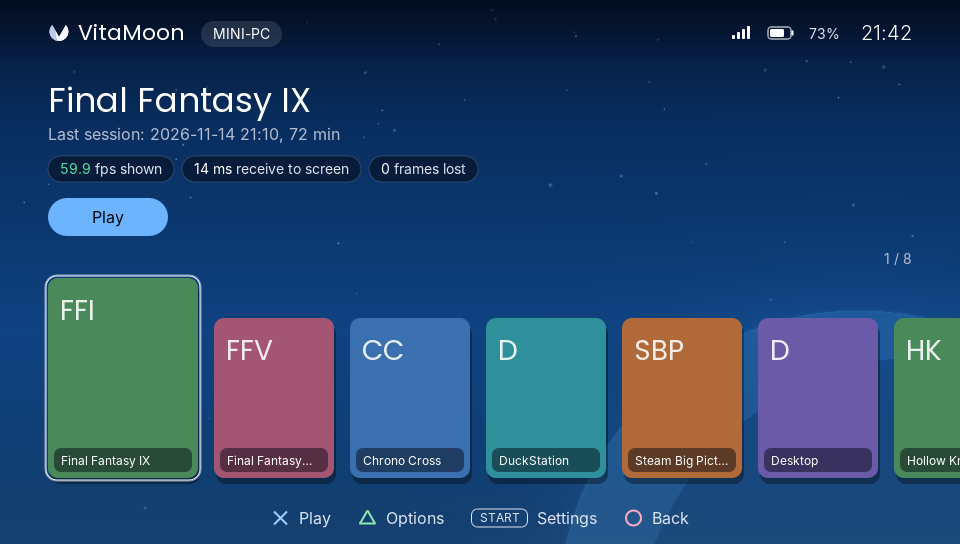 VitaMoon MINI-PC 73% 21:42
Final Fantasy IX
Last session: 2026-11-14 21:10, 72 min
59.9 fps shown 14 ms receive to screen 0 frames lost
Play
1 / 8
FFI
FFV CC D SBP D HK
Final Fantasy IX Final Fantasy... Chrono Cross DuckStation Steam Big Pict... Desktop Hollow Kn
Play Options START Settings Back